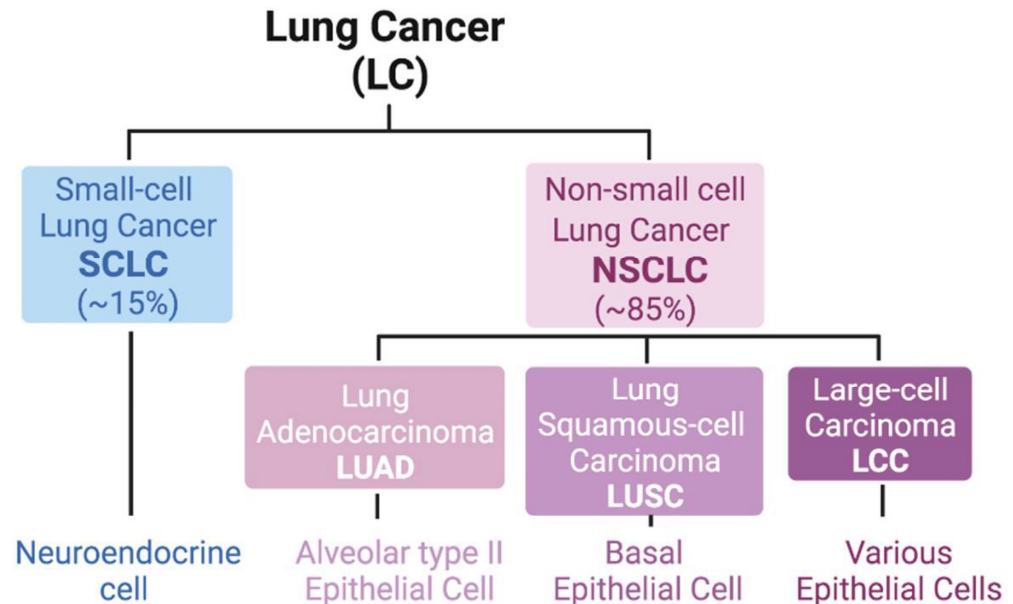 Lung Cancer
(LC)
Small-cell
Lung Cancer
SCLC
(~15%)
Non-small cell
Lung Cancer
NSCLC
(~85%)
Lung
Adenocarcinoma
LUAD
Lung
Squamous-cell
Carcinoma
LUSC
Large-cell
Carcinoma
LCC
Neuroendocrine
cell
Alveolar type II
Epithelial Cell
Basal
Epithelial Cell
Various
Epithelial Cells